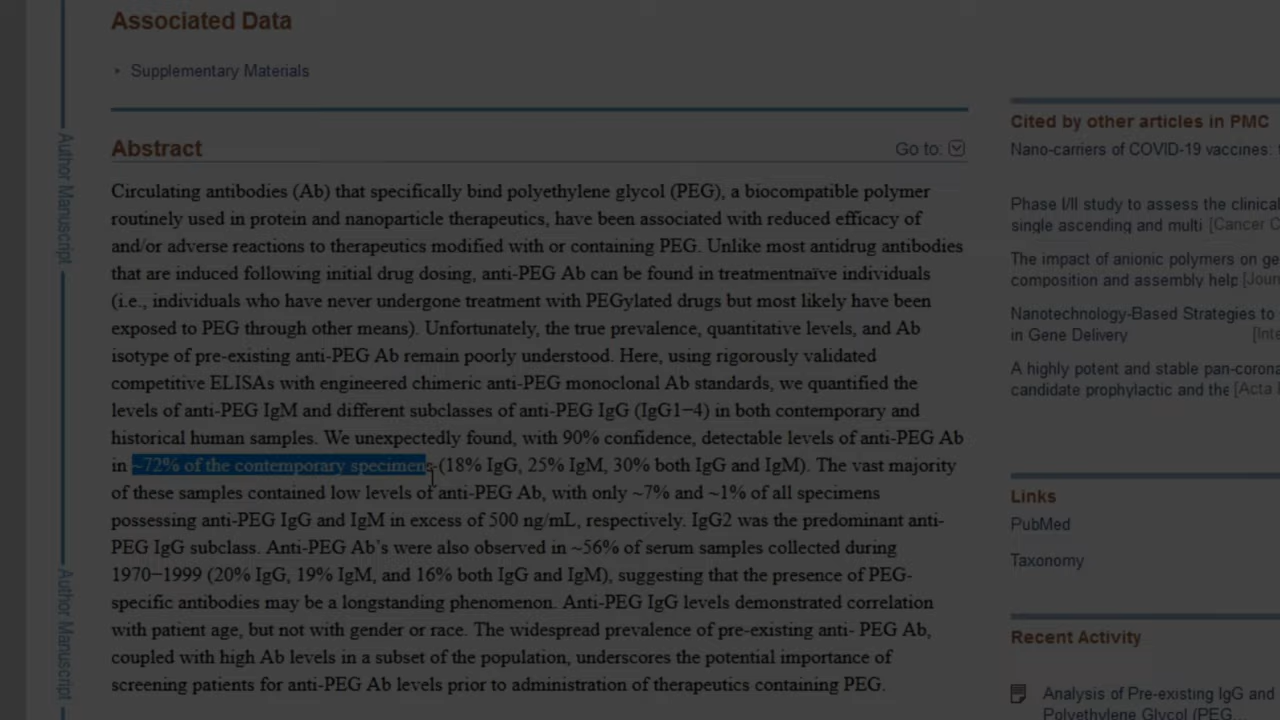 Associated Data
Supplementary Materials
Author Manuscript
Abstract
Go to:
Circulating antibodies (Ab) that specifically bind polyethylene glycol (PEG), a biocompatible polymer
routinely used in protein and nanoparticle therapeutics, have been associated with reduced efficacy of
and/or adverse reactions to therapeutics modified with or containing PEG. Unlike most antidrug antibodies
that are induced following initial drug dosing, anti-PEG Ab can be found in treatmentnaïve individuals
(i.e., individuals who have never undergone treatment with PEGylated drugs but most likely have been
exposed to PEG through other means). Unfortunately, the true prevalence, quantitative levels, and Ab
isotype of pre-existing anti-PEG Ab remain poorly understood. Here, using rigorously validated
competitive ELISAs with engineered chimeric anti-PEG monoclonal Ab standards, we quantified the
levels of anti-PEG IgM and different subclasses of anti-PEG IgG (IgG1−4) in both contemporary and
historical human samples. We unexpectedly found, with 90% confidence, detectable levels of anti-PEG Ab
in ~72% of the contemporary specimens (18% IgG, 25% IgM, 30% both IgG and IgM). The vast majority
of these samples contained low levels of anti-PEG Ab, with only ~7% and ~1% of all specimens
possessing anti-PEG IgG and IgM in excess of 500 ng/mL, respectively. IgG2 was the predominant anti-
PEG IgG subclass. Anti-PEG Ab's were also observed in ~56% of serum samples collected during
1970−1999 (20% IgG, 19% IgM, and 16% both IgG and IgM), suggesting that the presence of PEG-
specific antibodies may be a longstanding phenomenon. Anti-PEG IgG levels demonstrated correlation
with patient age, but not with gender or race. The widespread prevalence of pre-existing anti- PEG Ab,
coupled with high Ab levels in a subset of the population, underscores the potential importance of
screening patients for anti-PEG Ab levels prior to administration of therapeutics containing PEG.
Author Manuscript
Cited by other articles in PMC
Nano-carriers of COVID-19 vaccines:
Phase I/II study to assess the clinical
single ascending and multi [Cancer C
The impact of anionic polymers on ge
composition and assembly help [Jour
Nanotechnology-Based Strategies to
in Gene Delivery [Inte
A highly potent and stable pan-corona
candidate prophylactic and the [Acta
Links
PubMed
Taxonomy
Recent Activity
Analysis of Pre-existing IgG and
Polyethylene Glycol (PEG